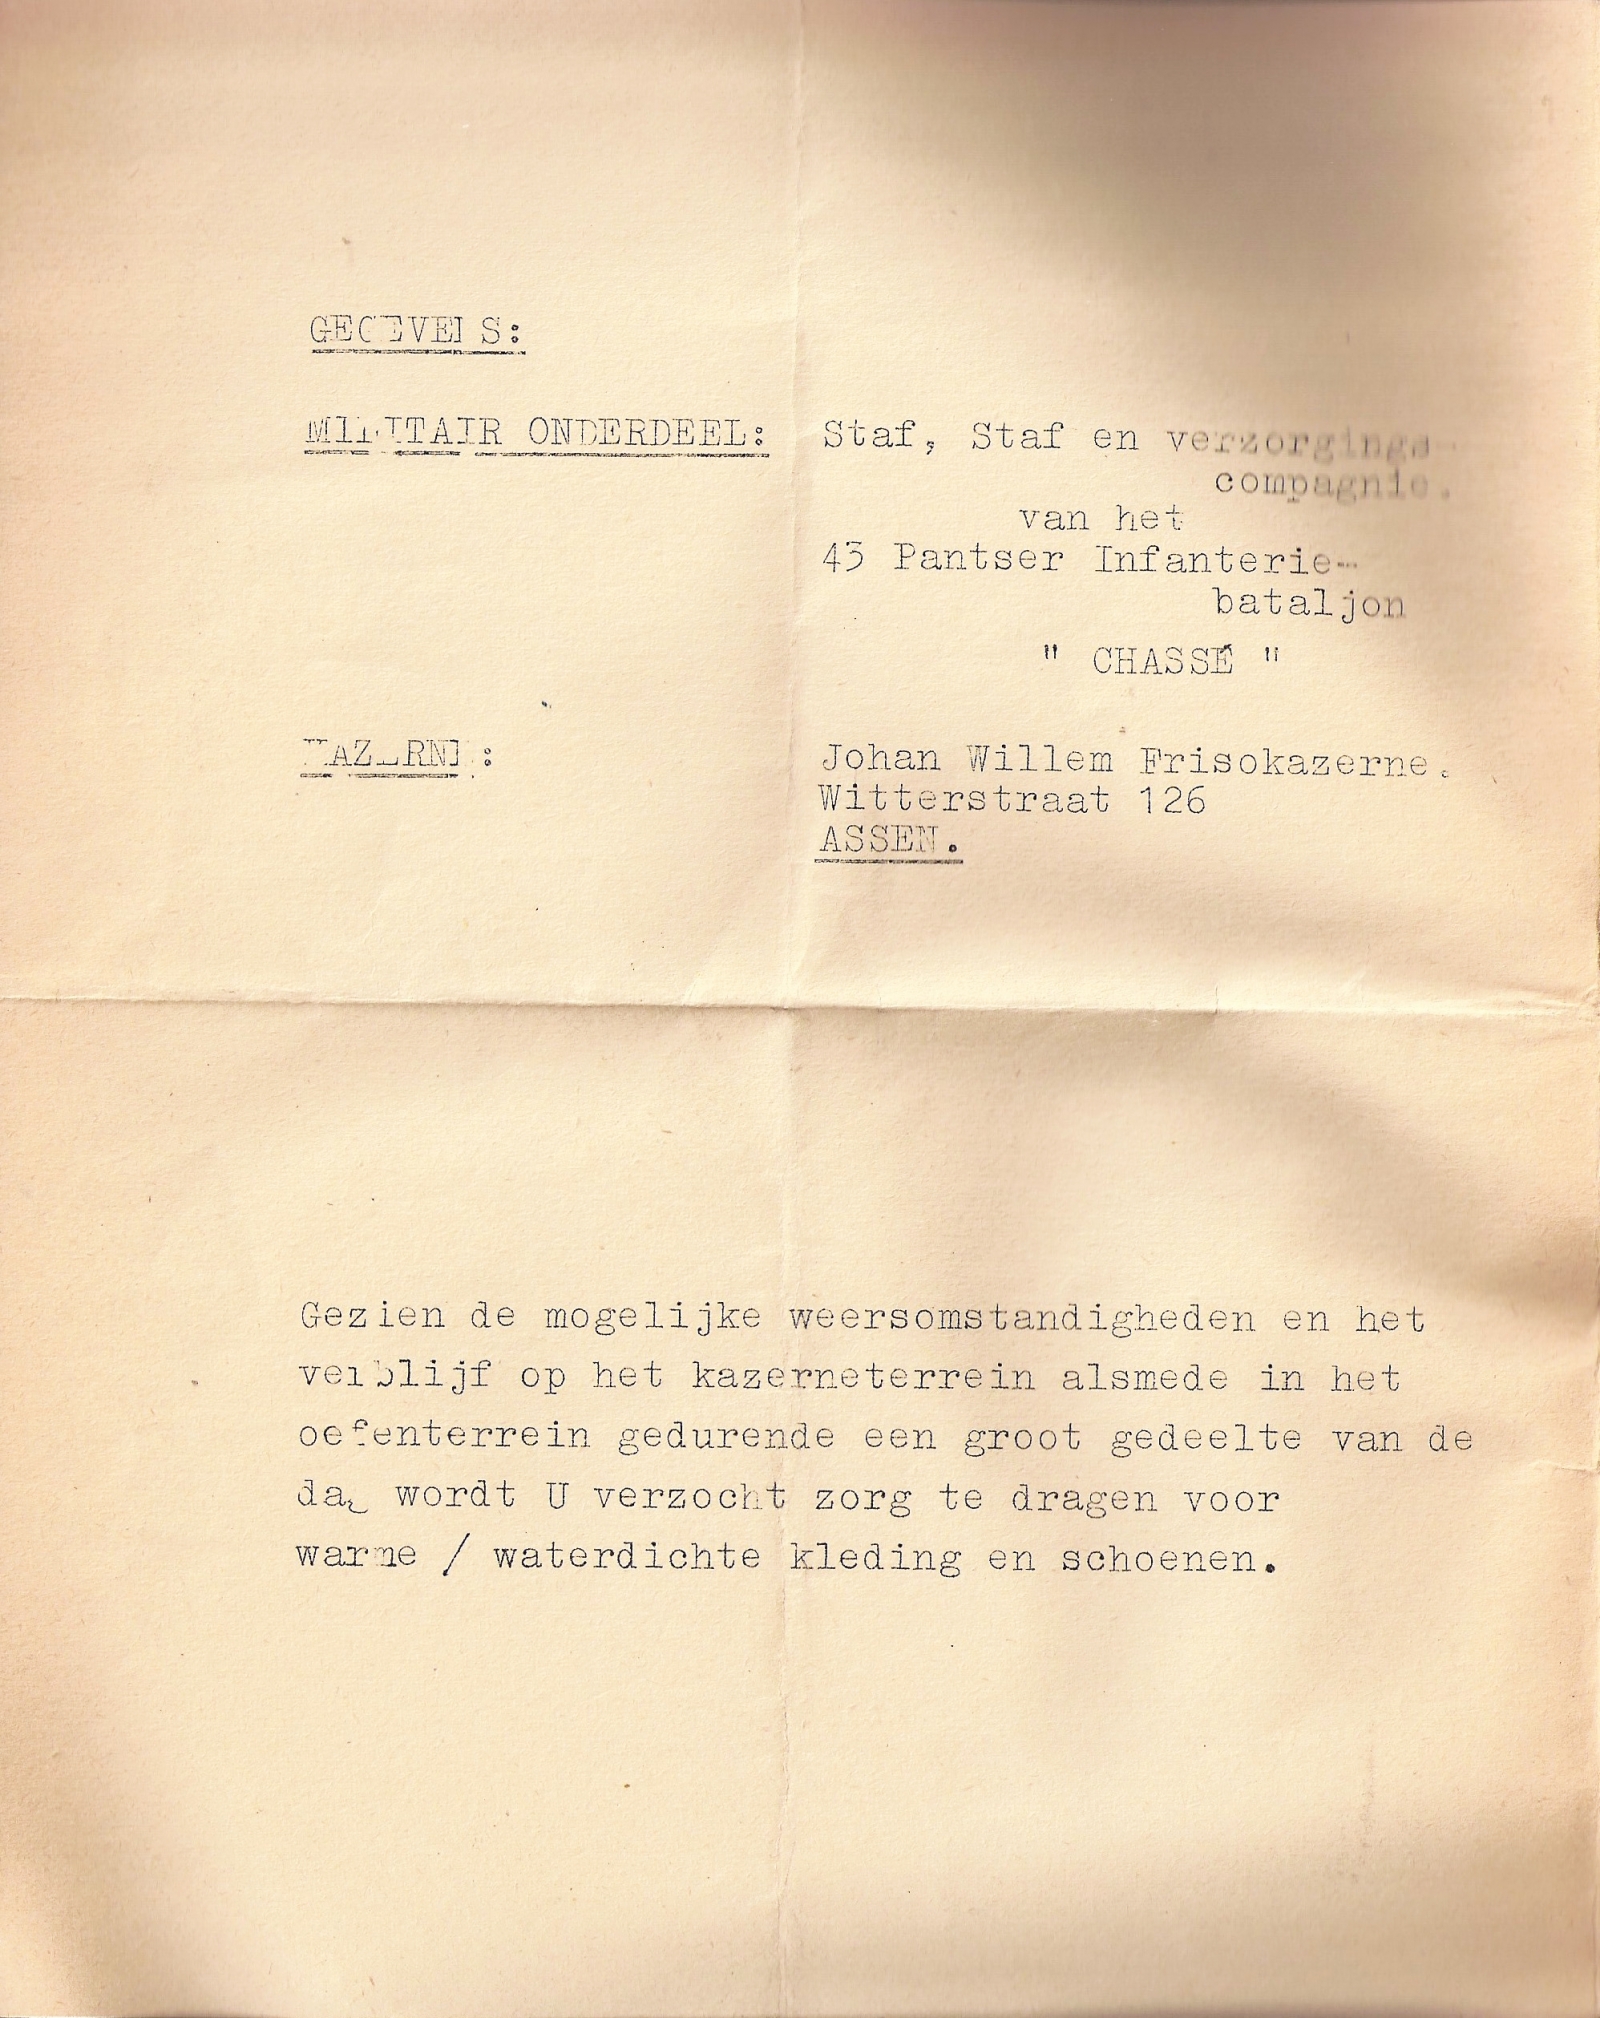 GEGEVENS:
MILITAIR ONDERDEEL: Staf, Staf en verzorgings-
compagnie.
van het
43 Pantser Infanterie-
bataljon
" CHASSÉ "
KAZERNE: Johan Willem Frisokazerne.
Witterstraat 126
ASSEN.
Gezien de mogelijke weersomstandigheden en het
verblijf op het kazerneterrein alsmede in het
oefenterrein gedurende een groot gedeelte van de
dag wordt U verzocht zorg te dragen voor
warme / waterdichte kleding en schoenen.